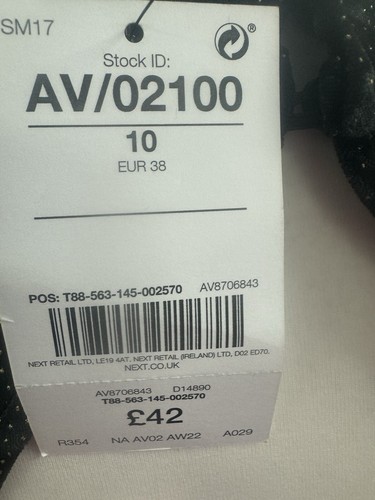 SM17
®
Stock ID:
AV/02100
10
EUR 38
POS: T88-563-145-002570 AV8706843
NEXT RETAIL LTD, LE19 4AT. NEXT RETAIL (IRELAND) LTD, D02 ED70.
NEXT.CO.UK
AV8706843 D14890
T88-563-145-002570
£42
R354 NA AV02 AW22 A029